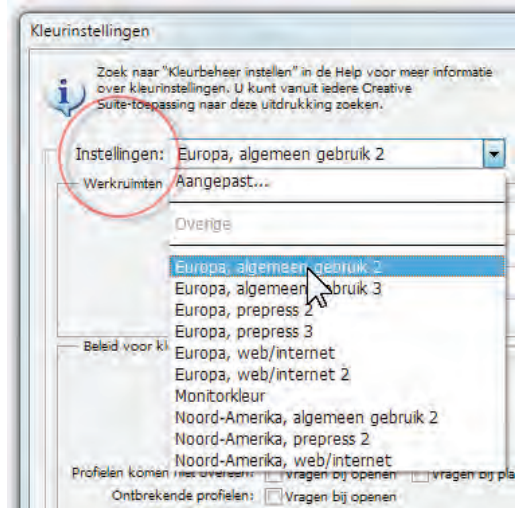 Kleurinstellingen
Zoek naar "Kleurbeheer instellen" in de Help voor meer informatie
over kleurinstellingen. U kunt vanuit iedere Creative
Suite-toepassing naar deze uitdrukking zoeken.
Instellingen: Europa, algemeen gebruik 2
Werkruimten
Aangepast...
Overige
Europa, algemeen gebruik 2
Europa, algemeen gebruik 3
Europa, prepress 2
Europa, prepress 3
Europa, web/internet
Beleid voor kl
Europa, web/internet 2
Monitorkleur
Noord-Amerika, algemeen gebruik 2
Noord-Amerika, prepress 2
Noord-Amerika, web/internet
Profielen komen niet overeen: Vragen bij openen Vragen bij pla
Ontbrekende profielen: Vragen bij openen